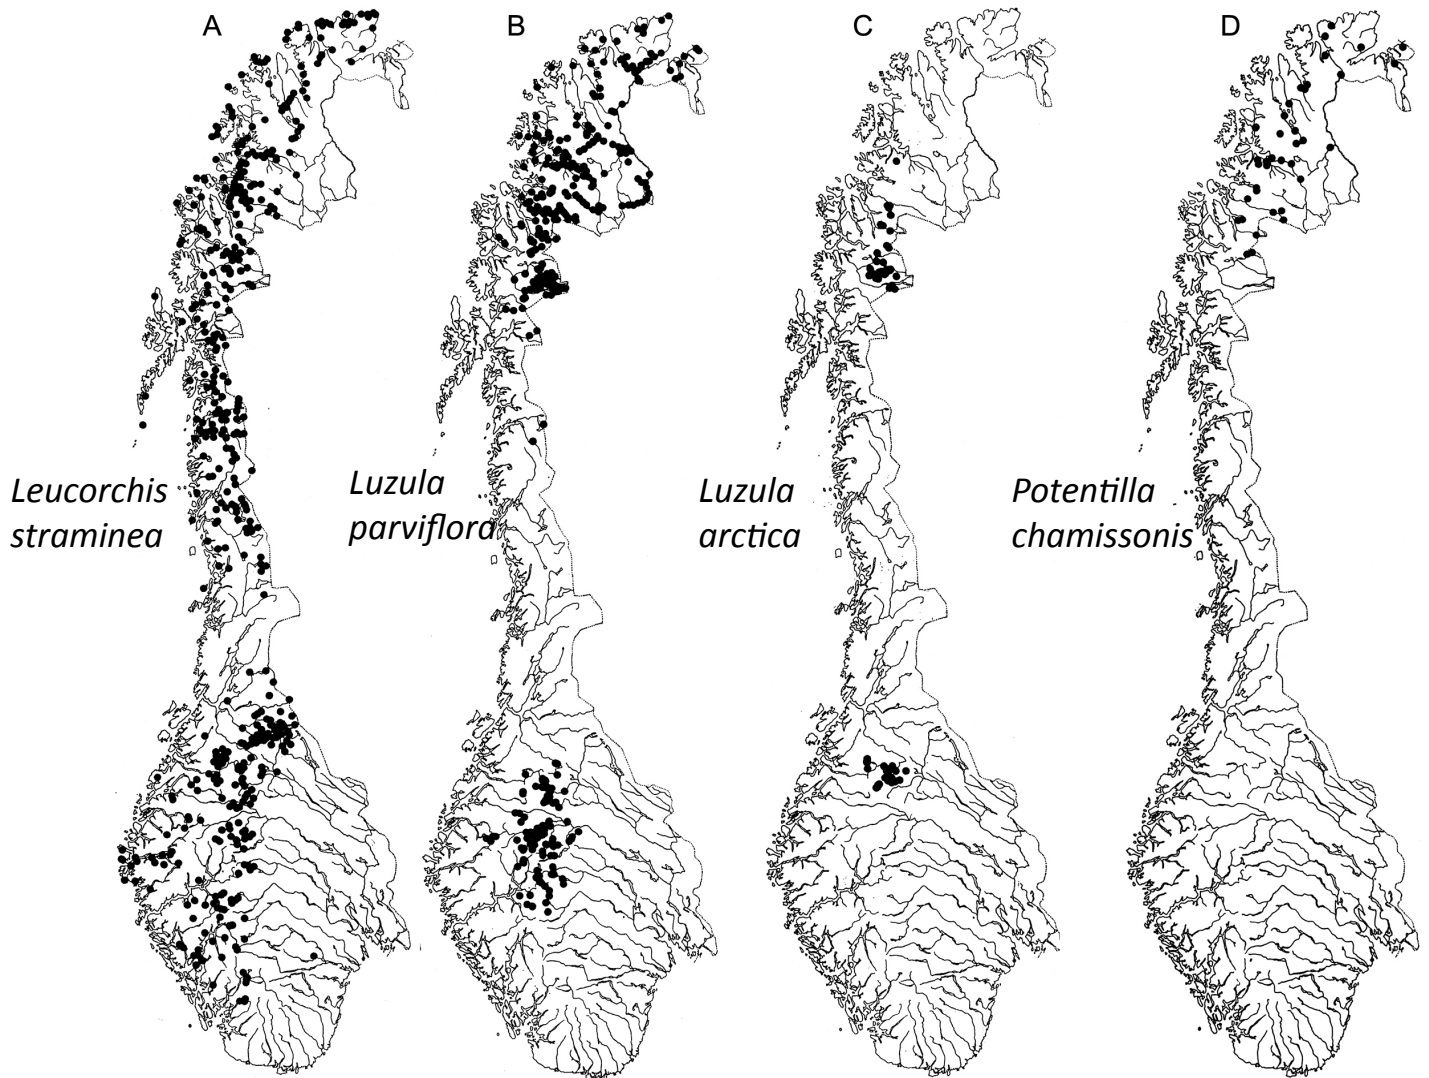 A
B
C
D
Leucorchis
straminea
Luzula
parviflora
Luzula
arctica
Potentilla
chamissonis